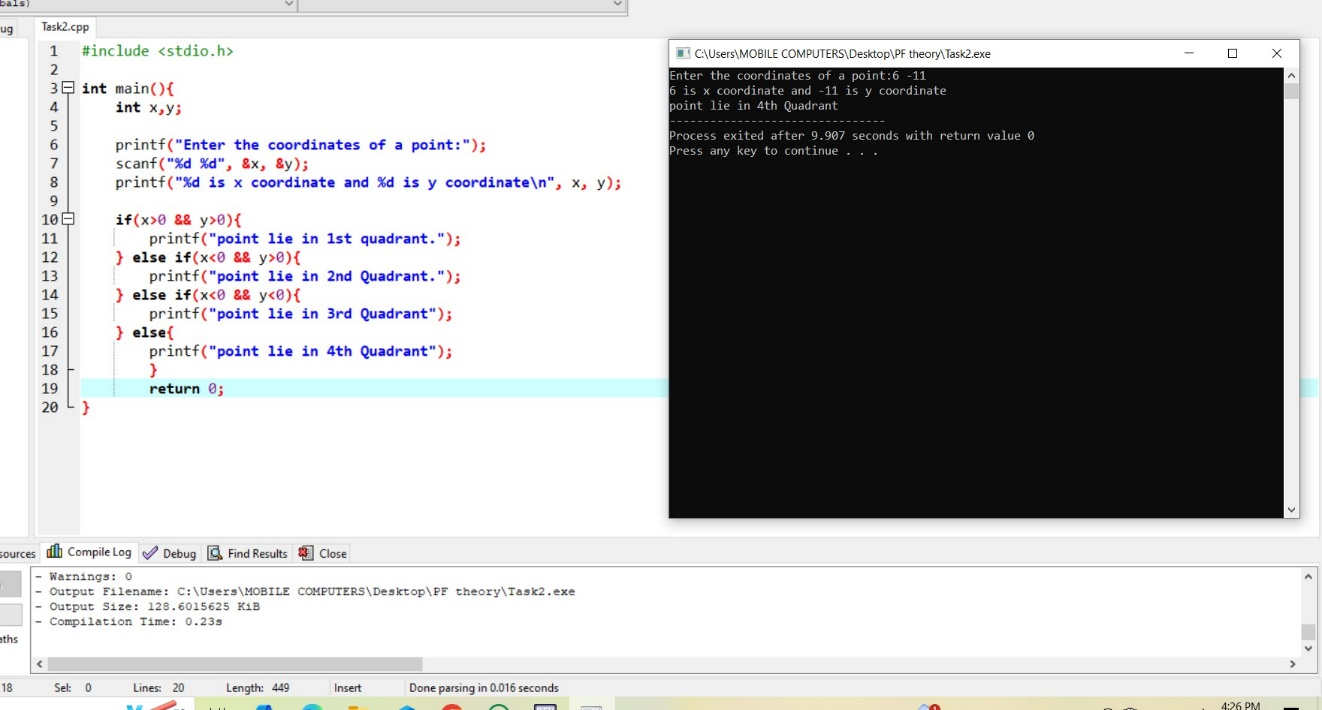 Task2.cpp
1 #include <stdio.h>
2
3 int main(){
4 int x,y;
5
6 printf("Enter the coordinates of a point:");
7 scanf("%d %d", &x, &y);
8 printf("%d is x coordinate and %d is y coordinate\n", x, y);
9
10 if(x>0 && y>0){
11 printf("point lie in 1st quadrant.");
12 } else if(x<0 && y>0){
13 printf("point lie in 2nd Quadrant.");
14 } else if(x<0 && y<0){
15 printf("point lie in 3rd Quadrant");
16 } else{
17 printf("point lie in 4th Quadrant");
18 }
19 return 0;
20 }
C:\Users\MOBILE COMPUTERS\Desktop\PF theory\Task2.exe
Enter the coordinates of a point:6 -11
6 is x coordinate and -11 is y coordinate
point lie in 4th Quadrant
--------------------------------
Process exited after 9.907 seconds with return value 0
Press any key to continue . . .
sources Compile Log Debug Find Results Close
- Warnings: 0
- Output Filename: C:\Users\MOBILE COMPUTERS\Desktop\PF theory\Task2.exe
- Output Size: 128.6015625 KiB
- Compilation Time: 0.23s
18 Sel: 0 Lines: 20 Length: 449 Insert Done parsing in 0.016 seconds
4:26 PM